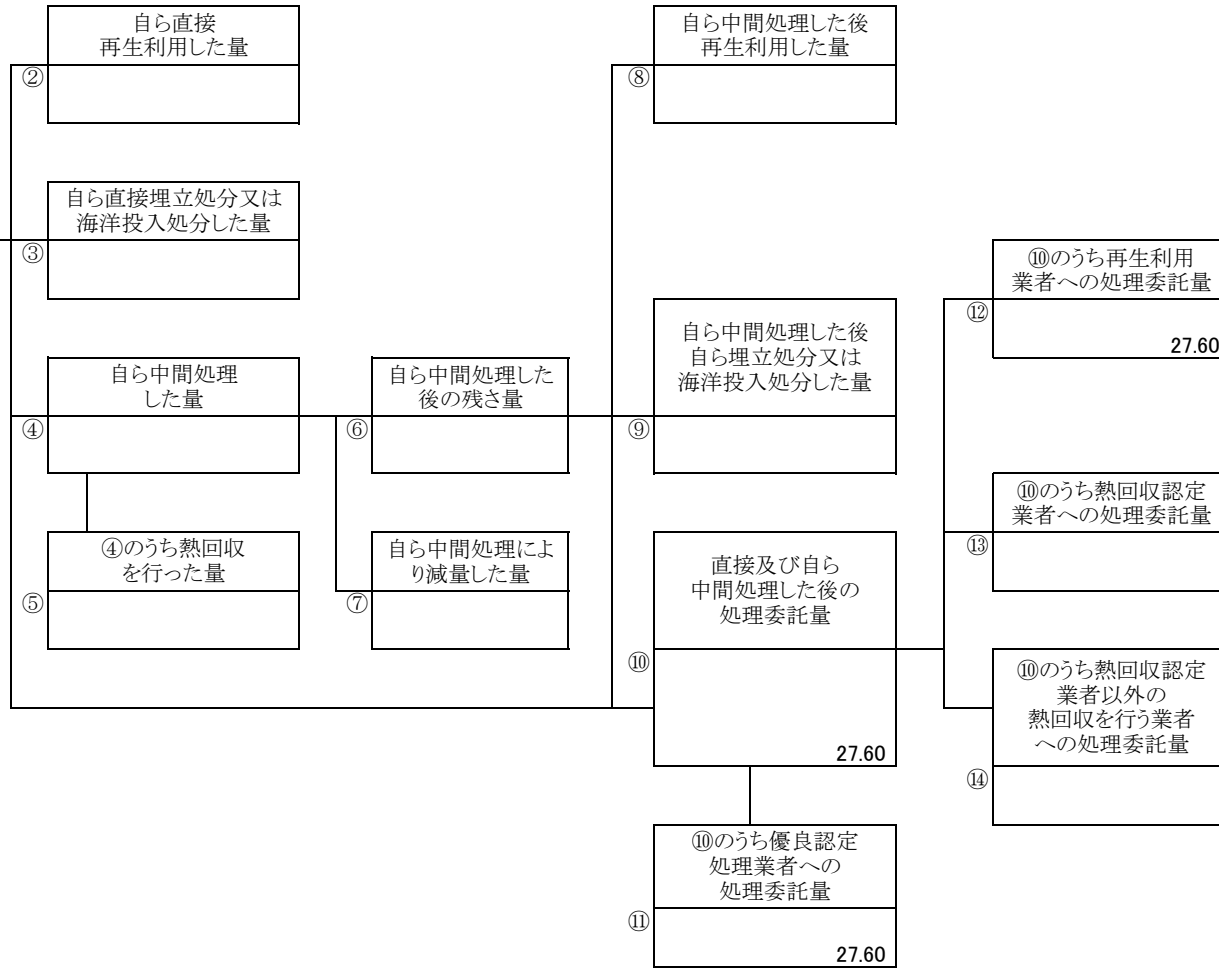 自ら直接
再生利用した量
②
自ら直接埋立処分又は
海洋投入処分した量
③
自ら中間処理
した量
④
④のうち熱回収
を行った量
⑤
自ら中間処理した
後の残さ量
⑥
自ら中間処理によ
り減量した量
⑦
自ら中間処理した後
再生利用した量
⑧
自ら中間処理した後
自ら埋立処分又は
海洋投入処分した量
⑨
直接及び自ら
中間処理した後の
処理委託量
⑩
27.60
⑩のうち優良認定
処理業者への
処理委託量
⑪
27.60
⑩のうち再生利用
業者への処理委託量
⑫
27.60
⑩のうち熱回収認定
業者への処理委託量
⑬
⑩のうち熱回収認定
業者以外の
熱回収を行う業者
への処理委託量
⑭